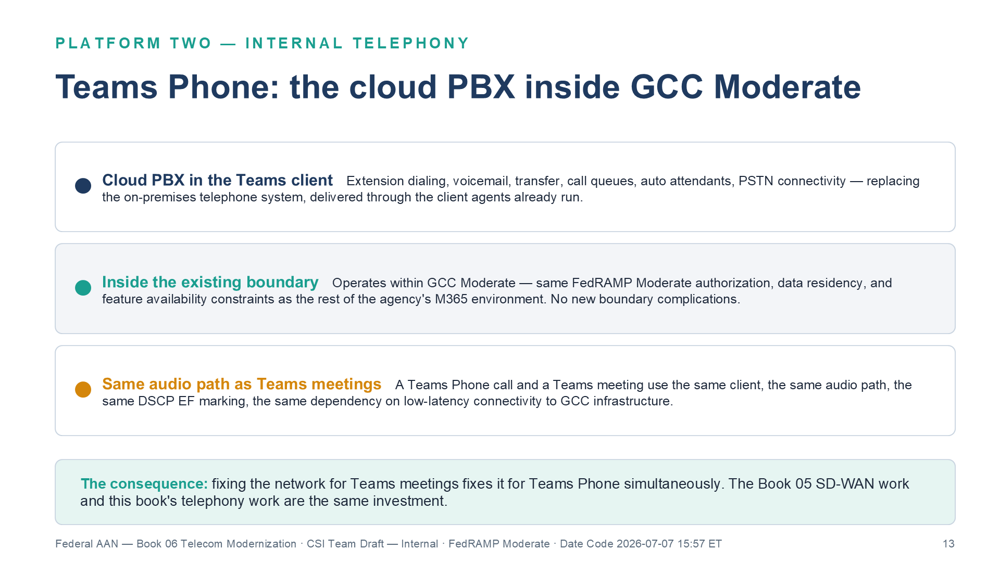 PLATFORM TWO — INTERNAL TELEPHONY
Teams Phone: the cloud PBX inside GCC Moderate
Cloud PBX in the Teams client Extension dialing, voicemail, transfer, call queues, auto attendants, PSTN connectivity — replacing
the on-premises telephone system, delivered through the client agents already run.
Inside the existing boundary Operates within GCC Moderate — same FedRAMP Moderate authorization, data residency, and
feature availability constraints as the rest of the agency's M365 environment. No new boundary complications.
Same audio path as Teams meetings A Teams Phone call and a Teams meeting use the same client, the same audio path, the
same DSCP EF marking, the same dependency on low-latency connectivity to GCC infrastructure.
The consequence: fixing the network for Teams meetings fixes it for Teams Phone simultaneously. The Book 05 SD-WAN work
and this book's telephony work are the same investment.
Federal AAN — Book 06 Telecom Modernization · CSI Team Draft — Internal · FedRAMP Moderate · Date Code 2026-07-07 15:57 ET
13